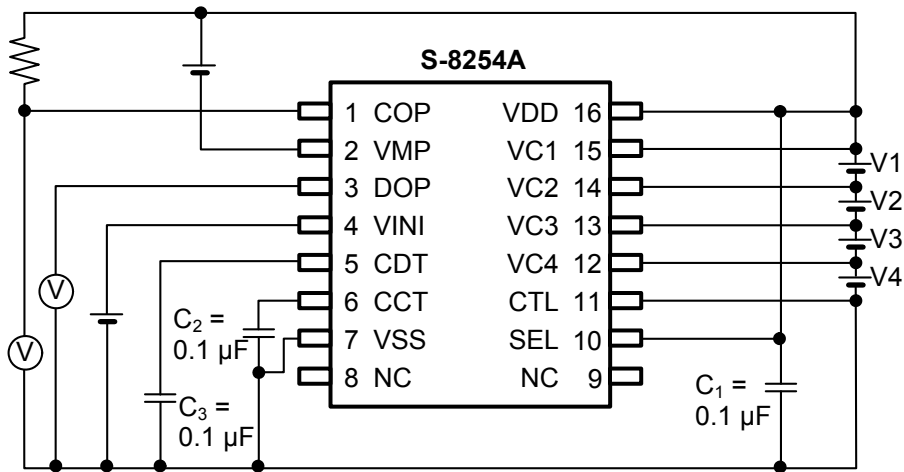 S-8254A
1 COP VDD 16
2 VMP VC1 15
3 DOP VC2 14
4 VINI VC3 13
5 CDT VC4 12
6 CCT CTL 11
7 VSS SEL 10
8 NC NC 9
V1
V2
V3
V4
V
V
C₂ =
0.1 µF
C₃ =
0.1 µF
C₁ =
0.1 µF